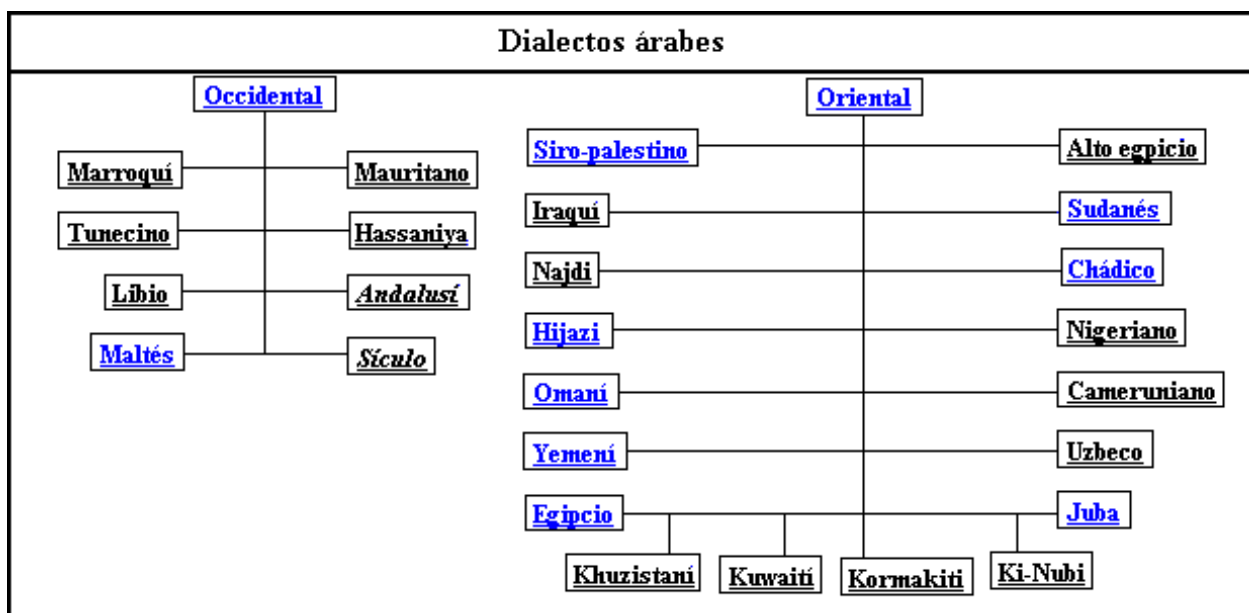 Dialectos árabes
Occidental
Marroquí Mauritano
Tunecino Hassaniya
Libio Andalusí
Maltés Sículo
Oriental
Siro-palestino Alto egpicio
Iraquí Sudanés
Najdi Chádico
Hijazi Nigeriano
Omaní Cameruniano
Yemení Uzbeco
Egipcio Juba
Khuzistaní Kuwaití Kormakiti Ki-Nubi